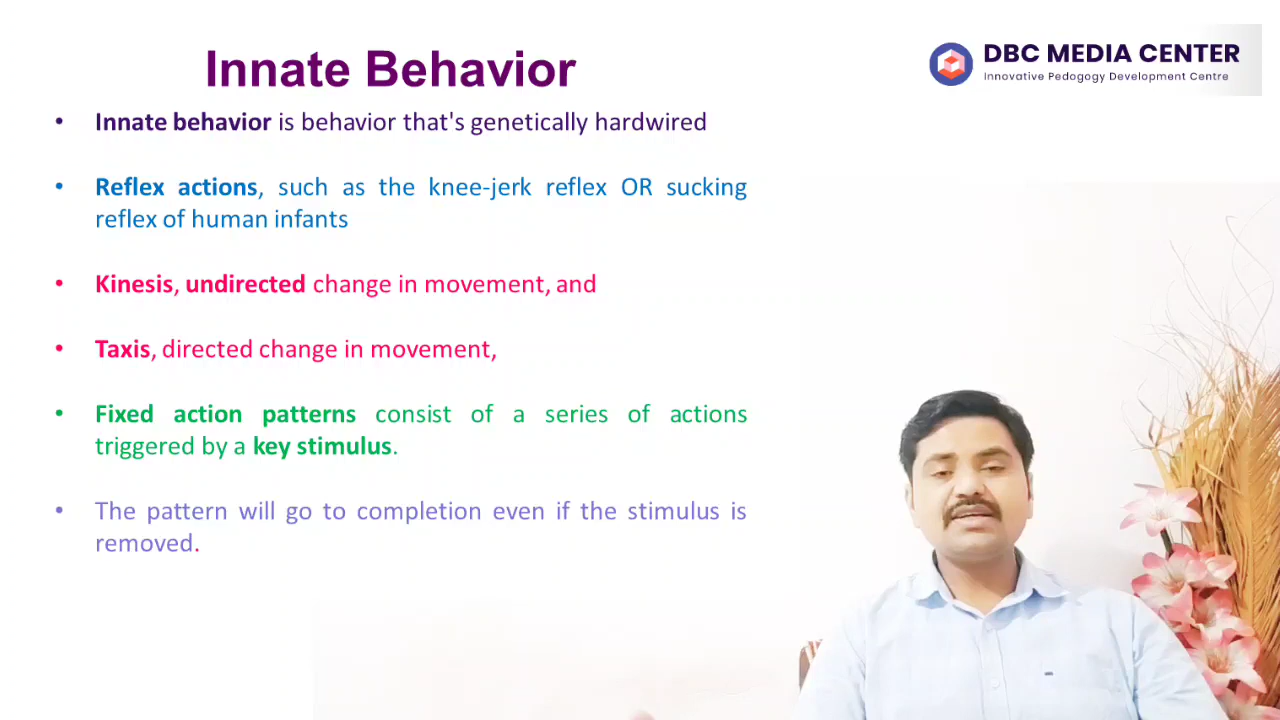 Innate Behavior
DBC MEDIA CENTER
Innovative Pedogogy Development Centre
• Innate behavior is behavior that's genetically hardwired
• Reflex actions, such as the knee-jerk reflex OR sucking
reflex of human infants
• Kinesis, undirected change in movement, and
• Taxis, directed change in movement,
• Fixed action patterns consist of a series of actions
triggered by a key stimulus.
• The pattern will go to completion even if the stimulus is
removed.